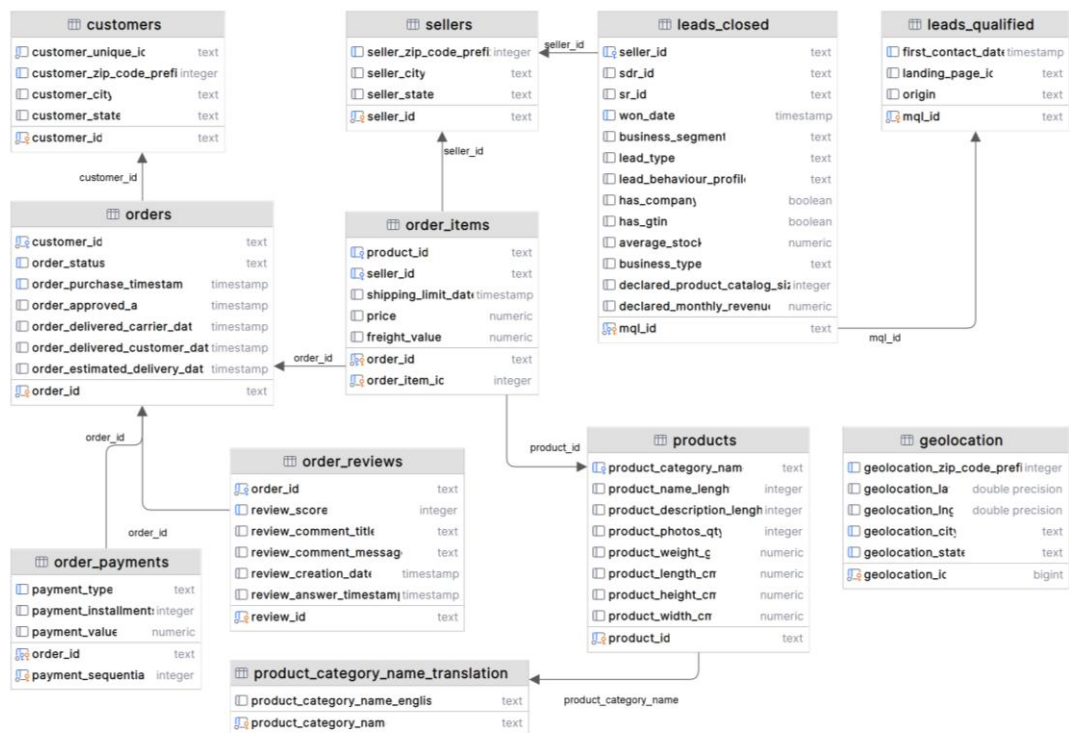 customers
customer_unique_ic text
customer_zip_code_prefi integer
customer_city text
customer_state text
customer_id text
sellers
seller_zip_code_prefi integer
seller_city text
seller_state text
seller_id text
leads_closed
seller_id text
sdr_id text
sr_id text
won_date timestamp
business_segment text
lead_type text
lead_behaviour_profile text
has_company boolean
has_gtin boolean
average_stock numeric
business_type text
declared_product_catalog_siz integer
declared_monthly_revenue numeric
mql_id text
leads_qualified
first_contact_date timestamp
landing_page_ic text
origin text
mql_id text
seller_id
seller_id
customer_id
mql_id
orders
customer_id text
order_status text
order_purchase_timestam timestamp
order_approved_a timestamp
order_delivered_carrier_dat timestamp
order_delivered_customer_dat timestamp
order_estimated_delivery_dat timestamp
order_id text
order_items
product_id text
seller_id text
shipping_limit_date timestamp
price numeric
freight_value numeric
order_id text
order_item_ic integer
order_id
order_id
order_id
product_id
order_reviews
order_id text
review_score integer
review_comment_title text
review_comment_messag text
review_creation_date timestamp
review_answer_timestamp timestamp
review_id text
products
product_category_nam text
product_name_lengh integer
product_description_lengh integer
product_photos_qty integer
product_weight_g numeric
product_length_cm numeric
product_height_cm numeric
product_width_cm numeric
product_id text
geolocation
geolocation_zip_code_prefi integer
geolocation_la double precision
geolocation_lng double precision
geolocation_city text
geolocation_state text
geolocation_ic bigint
order_payments
payment_type text
payment_installments integer
payment_value numeric
order_id text
payment_sequentia integer
product_category_name_translation
product_category_name_englis text
product_category_nam text
product_category_name